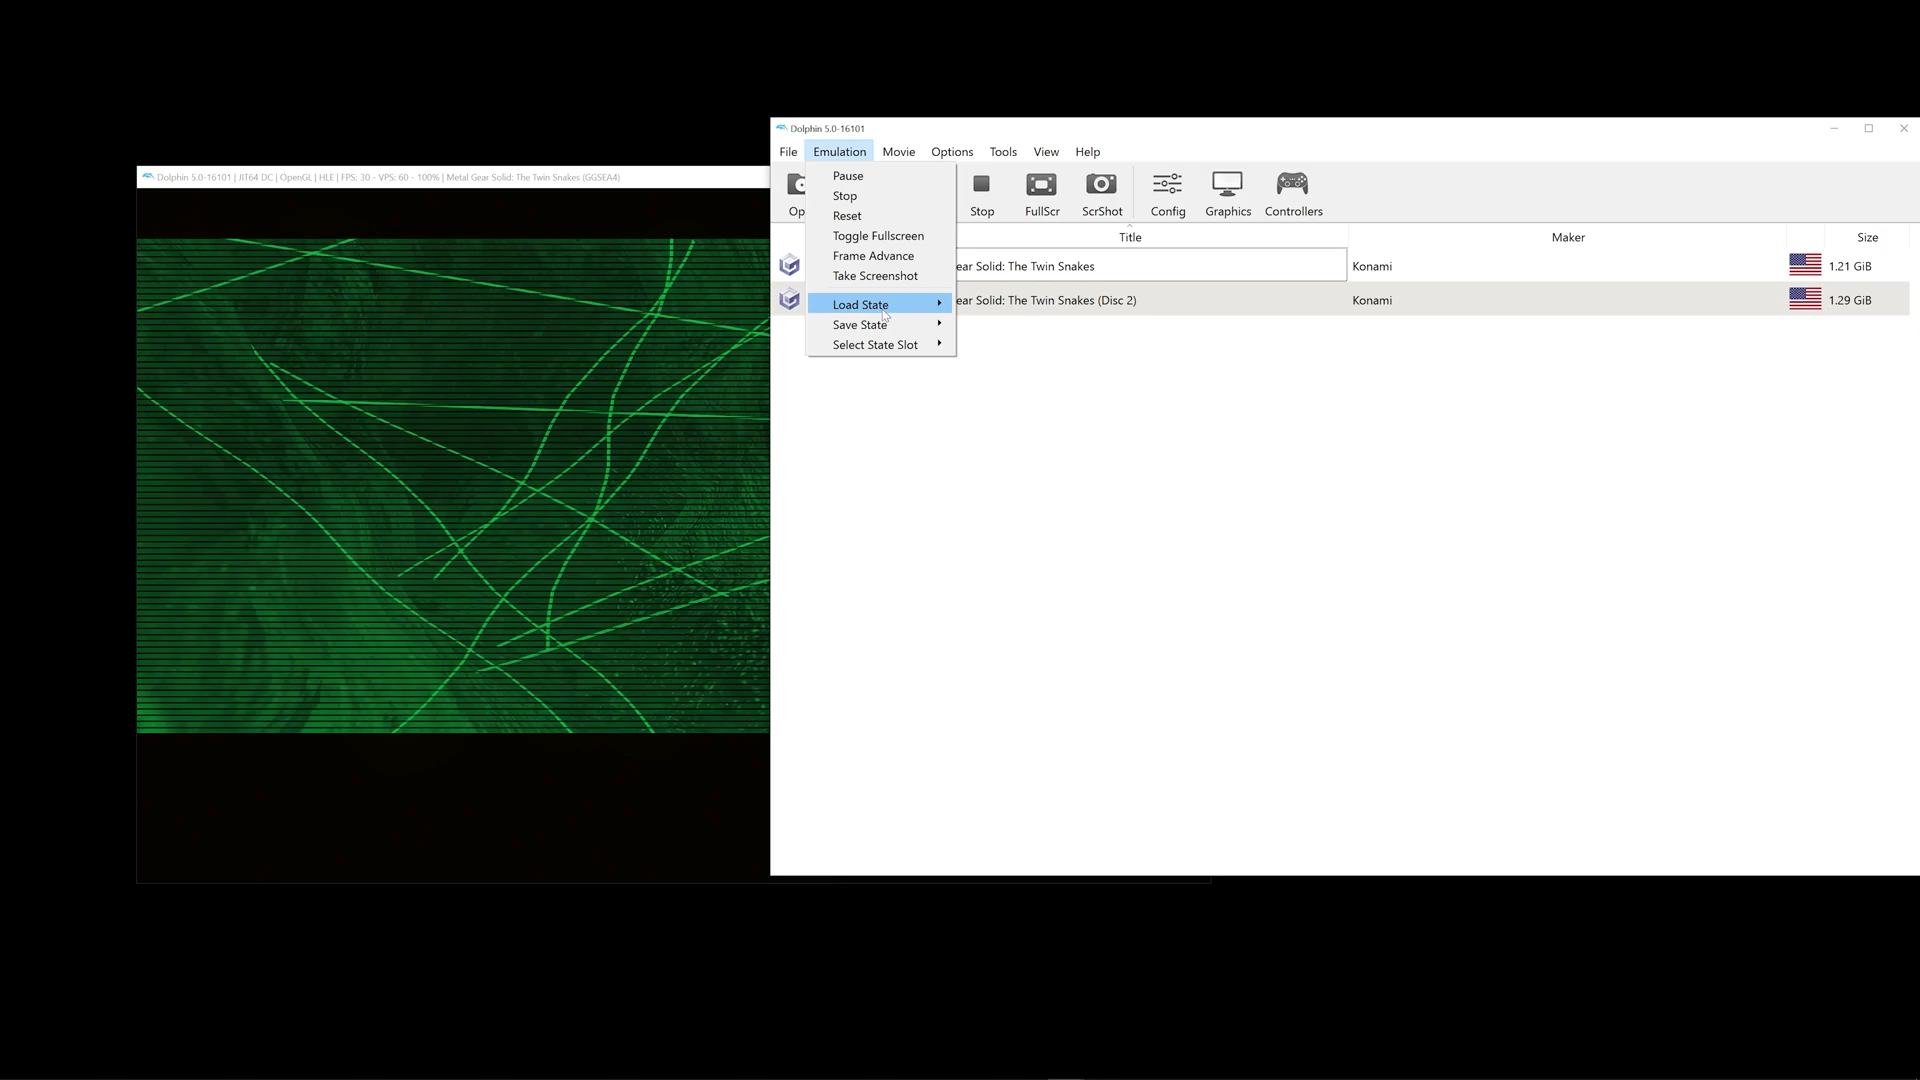 Dolphin 5.0-16101
File Emulation Movie Options Tools View Help
Dolphin 5.0-16101 | JIT64 DC | OpenGL | HLE | FPS: 30 - VPS: 60 - 100% | Metal Gear Solid: The Twin Snakes (GGSEA4)
Pause
Stop
Reset
Toggle Fullscreen
Frame Advance
Take Screenshot
Load State
Save State
Select State Slot
Op Stop FullScr ScrShot Config Graphics Controllers
Title Maker Size
ear Solid: The Twin Snakes Konami 1.21 GiB
ear Solid: The Twin Snakes (Disc 2) Konami 1.29 GiB